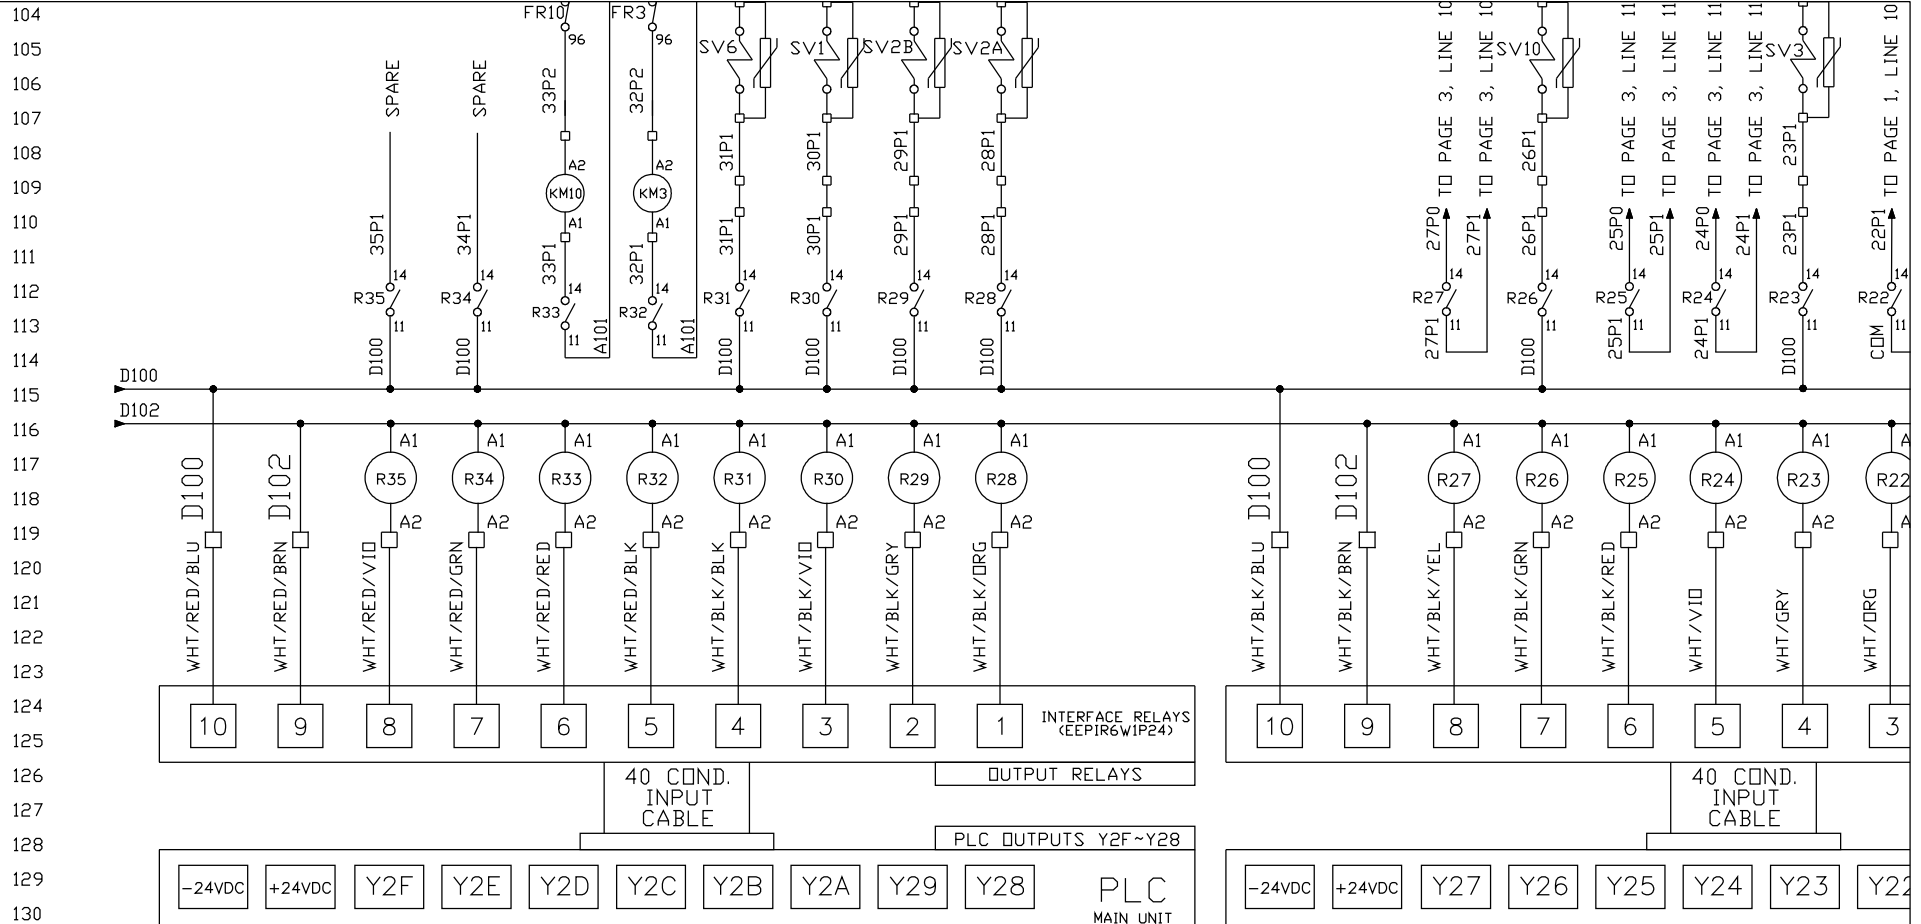 104
105
106
107
108
109
110
111
112
113
114
115
116
117
118
119
120
121
122
123
124
125
126
127
128
129
130
FR10 FR3
96 96
SV6 SV1 SV2B SV2A SV10 SV3
SPARE SPARE 33P2 32P2
TO PAGE 3, LINE 10
TO PAGE 3, LINE 10
TO PAGE 3, LINE 11
TO PAGE 3, LINE 11
TO PAGE 3, LINE 11
TO PAGE 3, LINE 11
TO PAGE 1, LINE 10
31P1 30P1 29P1 28P1 26P1 23P1
A2 A2
KM10 KM3
A1 A1
35P1 34P1 33P1 32P1 31P1 30P1 29P1 28P1 27P0 27P1 26P1 25P0 25P1 24P0 24P1 23P1 22P1
14 14 14 14 14 14 14 14 14 14 14 14 14 14
R35 R34 R33 R32 R31 R30 R29 R28 R27 R26 R25 R24 R23 R22
11 11 11 11 11 11 11 11 11 11 11 11 11 11
D100 D100 A101 A101 D100 D100 D100 D100 27P1 D100 25P1 24P1 D100 COM
D100
D102
A1 A1 A1 A1 A1 A1 A1 A1 A1 A1 A1 A1 A1 A
D100 D102 R35 R34 R33 R32 R31 R30 R29 R28 D100 D102 R27 R26 R25 R24 R23 R22
A2 A2 A2 A2 A2 A2 A2 A2 A2 A2 A2 A2 A2 A
WHT/RED/BLU
WHT/RED/BRN
WHT/RED/VIO
WHT/RED/GRN
WHT/RED/RED
WHT/RED/BLK
WHT/BLK/BLK
WHT/BLK/VIO
WHT/BLK/GRY
WHT/BLK/ORG
WHT/BLK/BLU
WHT/BLK/BRN
WHT/BLK/YEL
WHT/BLK/GRN
WHT/BLK/RED
WHT/VIO
WHT/GRY
WHT/ORG
10 9 8 7 6 5 4 3 2 1
INTERFACE RELAYS
(EEPIR6W1P24)
10 9 8 7 6 5 4 3
OUTPUT RELAYS
40 COND.
INPUT
CABLE
40 COND.
INPUT
CABLE
PLC OUTPUTS Y2F~Y28
-24VDC +24VDC Y2F Y2E Y2D Y2C Y2B Y2A Y29 Y28
PLC
MAIN UNIT
-24VDC +24VDC Y27 Y26 Y25 Y24 Y23 Y22